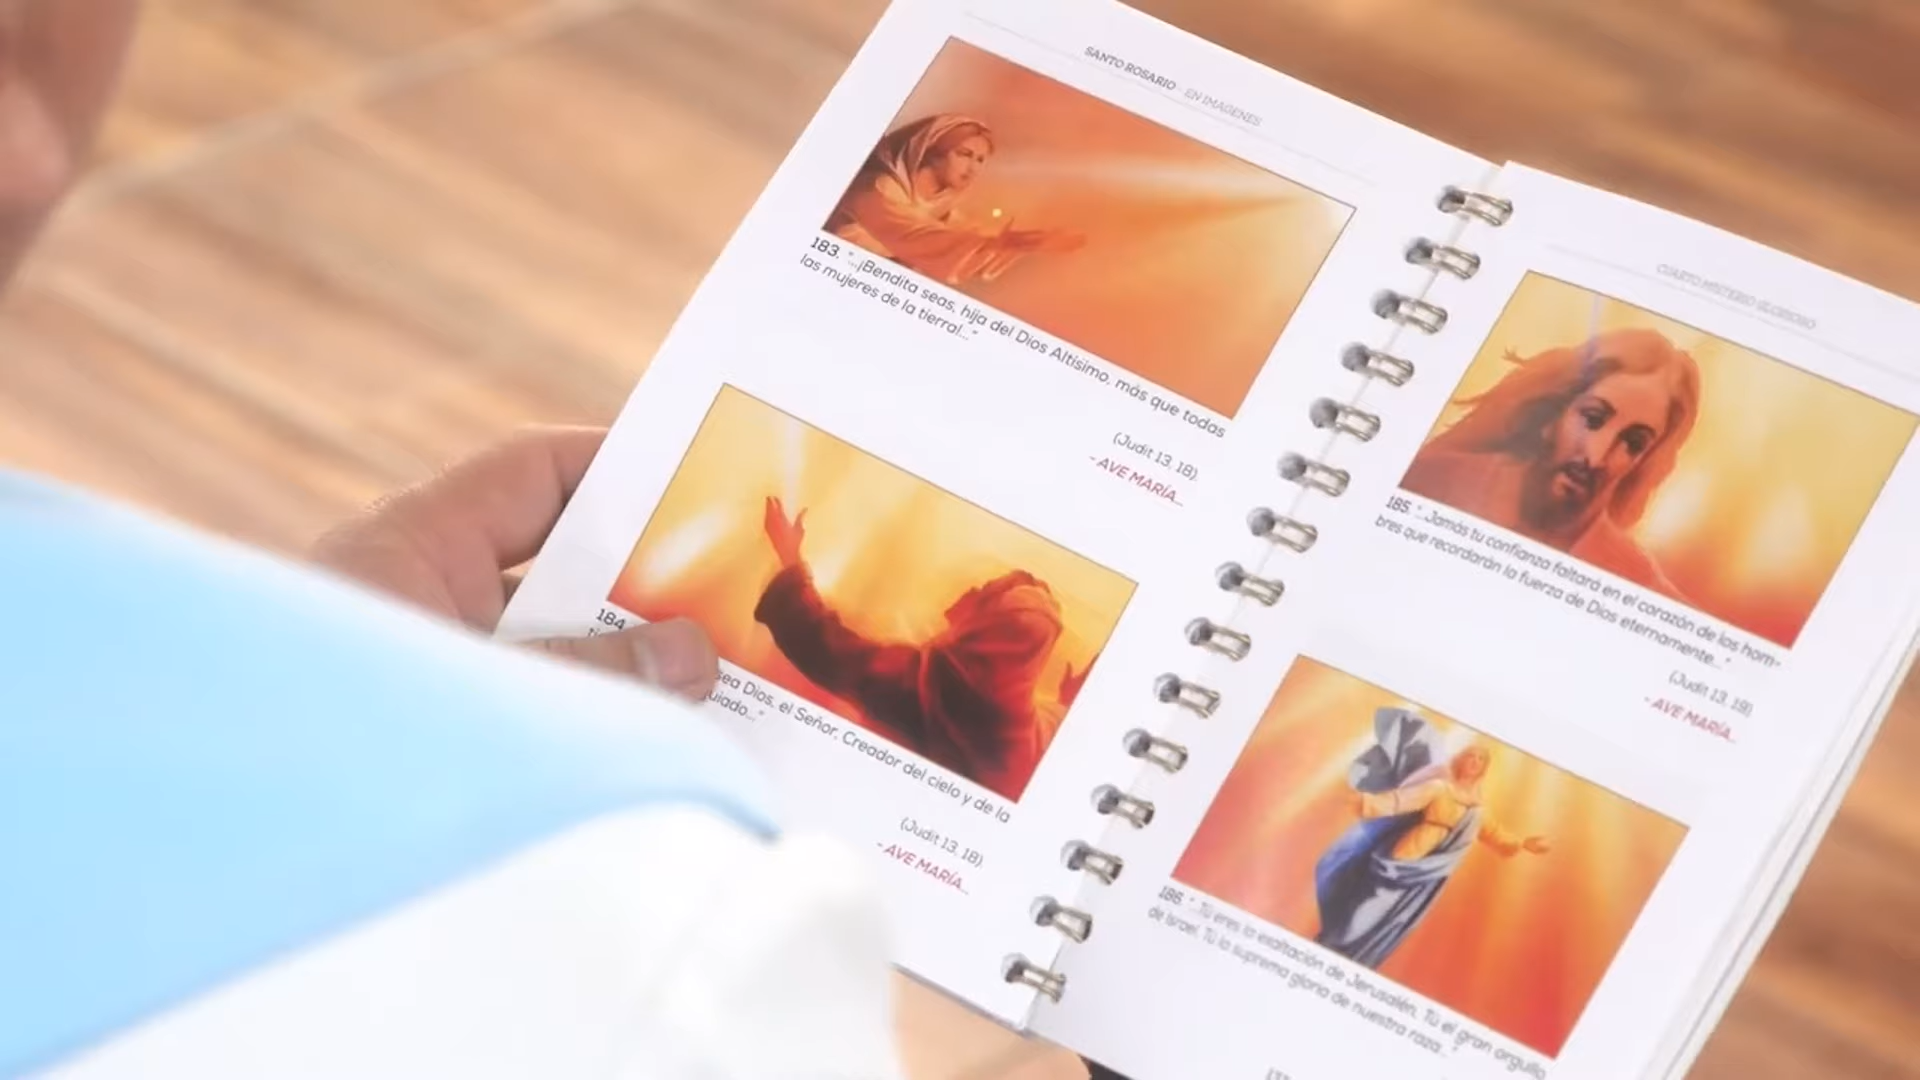 SANTO ROSARIO - EN IMAGENES
183. "...¡Bendita seas, hija del Dios Altísimo, más que todas
las mujeres de la tierra!..."
(Judit 13, 18).
- AVE MARÍA...
184
sea Dios, el Señor, Creador del cielo y de la
guiado..."
(Judit 13, 18).
- AVE MARÍA...
CUARTO MISTERIO GLORIOSO
185. "...Jamás tu confianza faltará en el corazón de los hom-
bres que recordarán la fuerza de Dios eternamente..."
(Judit 13, 19).
- AVE MARÍA...
186. "...Tú eres la exaltación de Jerusalén, Tú el gran orgullo
de Israel. Tú la suprema gloria de nuestra raza..."